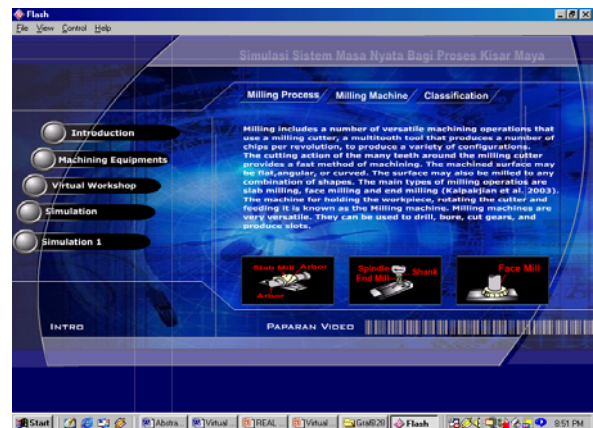 Flash
File View Control Help
Simulasi Sistem Masa Nyata Bagi Proses Kisar Maya
Milling Process / Milling Machine / Classification
Introduction
Machining Equipments
Virtual Workshop
Simulation
Simulation 1
Milling includes a number of versatile machining operations that
use a milling cutter, a multitooth tool that produces a number of
chips per revolution, to produce a variety of configurations.
The cutting action of the many teeth around the milling cutter
provides a fast method of machining. The machined surface may
be flat,angular, or curved. The surface may also be milled to any
combination of shapes. The main types of milling operatios are
slab milling, face milling and end milling (Kalpakjian et al. 2003).
The machine for holding the workpiece, rotating the cutter and
feeding it is known as the Milling machine. Milling machines are
very versatile. They can be used to drill, bore, cut gears, and
produce slots.
Slab Mill Arbor
Arbor
Spindle
End Mill Shank
Face Mill
Intro
Paparan Video
Start ]Abstra... ]Virtual... ]REAL ... ]Virtual... Graf B20 Flash 8:51 PM